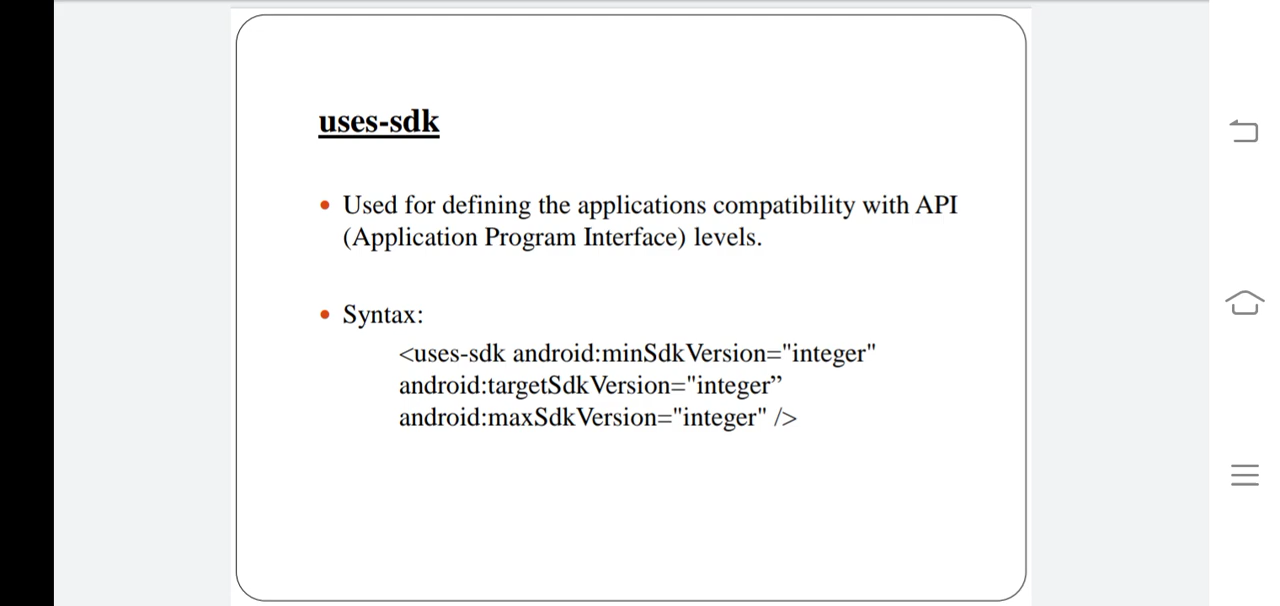 uses-sdk
• Used for defining the applications compatibility with API
(Application Program Interface) levels.
• Syntax:
<uses-sdk android:minSdkVersion="integer"
android:targetSdkVersion="integer”
android:maxSdkVersion="integer" />